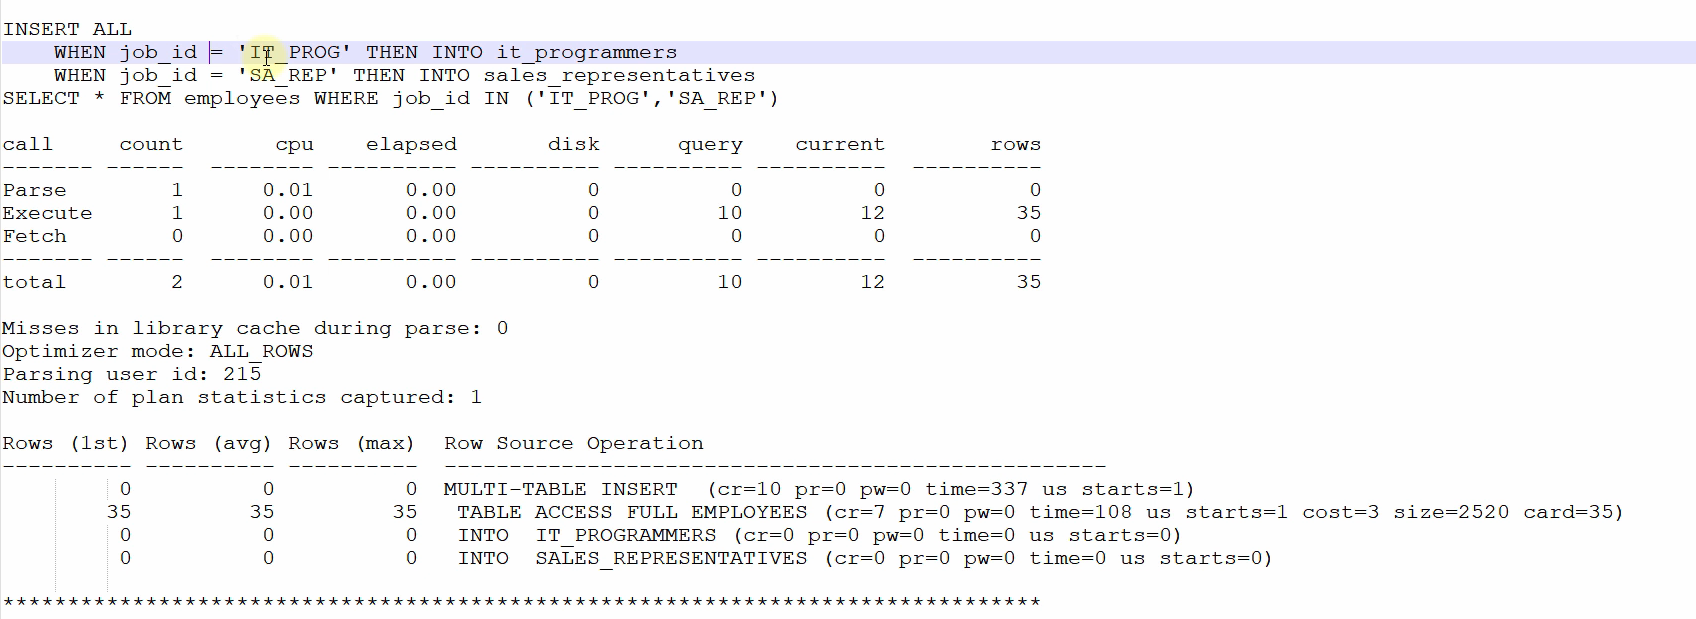 INSERT ALL
    WHEN job_id = 'IT_PROG' THEN INTO it_programmers
    WHEN job_id = 'SA_REP' THEN INTO sales_representatives
SELECT * FROM employees WHERE job_id IN ('IT_PROG','SA_REP')

call     count       cpu    elapsed       disk      query    current       rows
------- ------  -------- ---------- ---------- ---------- ----------  ----------
Parse        1      0.01       0.00          0          0          0           0
Execute      1      0.00       0.00          0         10         12          35
Fetch        0      0.00       0.00          0          0          0           0
------- ------  -------- ---------- ---------- ---------- ----------  ----------
total        2      0.01       0.00          0         10         12          35

Misses in library cache during parse: 0
Optimizer mode: ALL_ROWS
Parsing user id: 215
Number of plan statistics captured: 1

Rows (1st) Rows (avg) Rows (max)  Row Source Operation
---------- ---------- ----------  ---------------------------------------------------
         0          0          0  MULTI-TABLE INSERT  (cr=10 pr=0 pw=0 time=337 us starts=1)
        35         35         35   TABLE ACCESS FULL EMPLOYEES (cr=7 pr=0 pw=0 time=108 us starts=1 cost=3 size=2520 card=35)
         0          0          0   INTO  IT_PROGRAMMERS (cr=0 pr=0 pw=0 time=0 us starts=0)
         0          0          0   INTO  SALES_REPRESENTATIVES (cr=0 pr=0 pw=0 time=0 us starts=0)

********************************************************************************